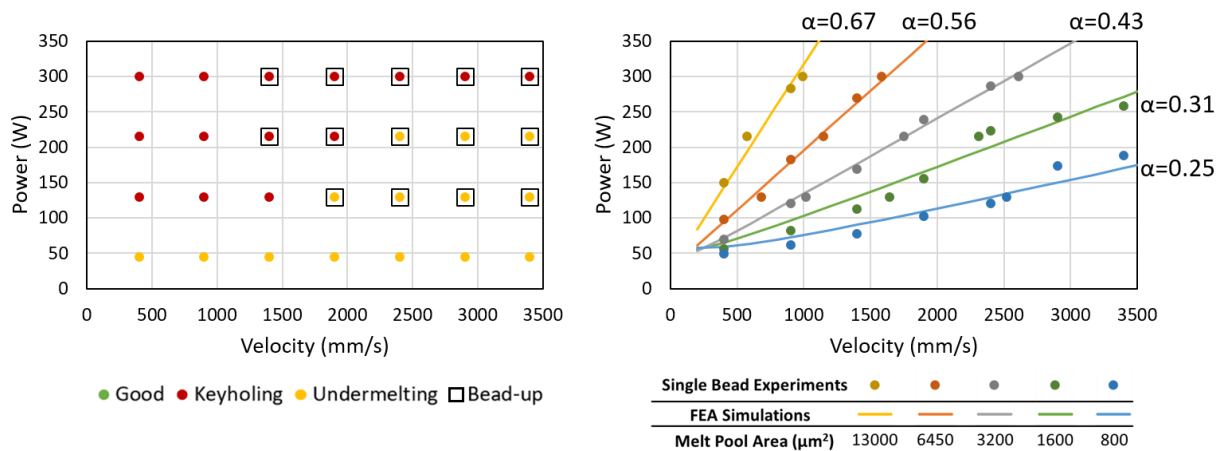 350
300
250
200
150
100
50
0
Power (W)
0 500 1000 1500 2000 2500 3000 3500
Velocity (mm/s)
Good Keyholing Undermelting Bead-up
α=0.67 α=0.56 α=0.43
α=0.31
α=0.25
350
300
250
200
150
100
50
0
Power (W)
0 500 1000 1500 2000 2500 3000 3500
Velocity (mm/s)
Single Bead Experiments
FEA Simulations
Melt Pool Area (µm²) 13000 6450 3200 1600 800